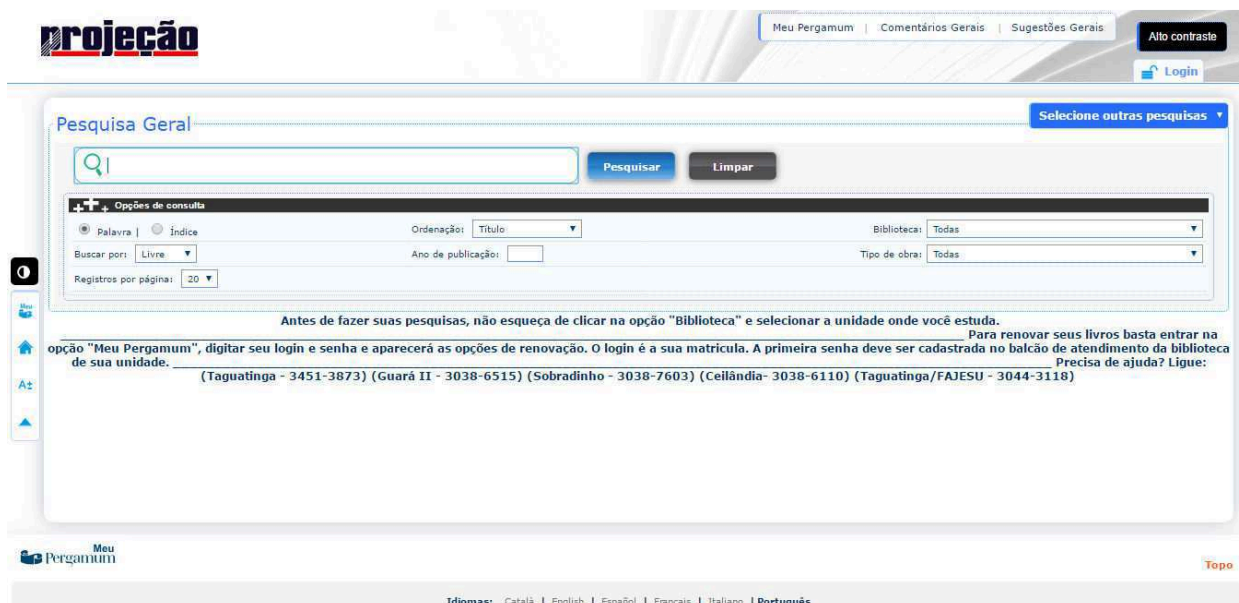 projeção
Meu Pergamum | Comentários Gerais | Sugestões Gerais
Alto contraste
Login
Selecione outras pesquisas
Pesquisa Geral
Pesquisar
Limpar
Opções de consulta
Palavra | Índice
Ordenação: Título
Biblioteca: Todas
Buscar por: Livre
Ano de publicação:
Tipo de obra: Todas
Registros por página: 20
Meu
A±
Antes de fazer suas pesquisas, não esqueça de clicar na opção "Biblioteca" e selecionar a unidade onde você estuda.
Para renovar seus livros basta entrar na
opção "Meu Pergamum", digitar seu login e senha e aparecerá as opções de renovação. O login é a sua matricula. A primeira senha deve ser cadastrada no balcão de atendimento da biblioteca
de sua unidade. Precisa de ajuda? Ligue:
(Taguatinga - 3451-3873) (Guará II - 3038-6515) (Sobradinho - 3038-7603) (Ceilândia- 3038-6110) (Taguatinga/FAJESU - 3044-3118)
Meu
Pergamum
Topo
Idiomas: Català | English | Español | Français | Italiano | Português